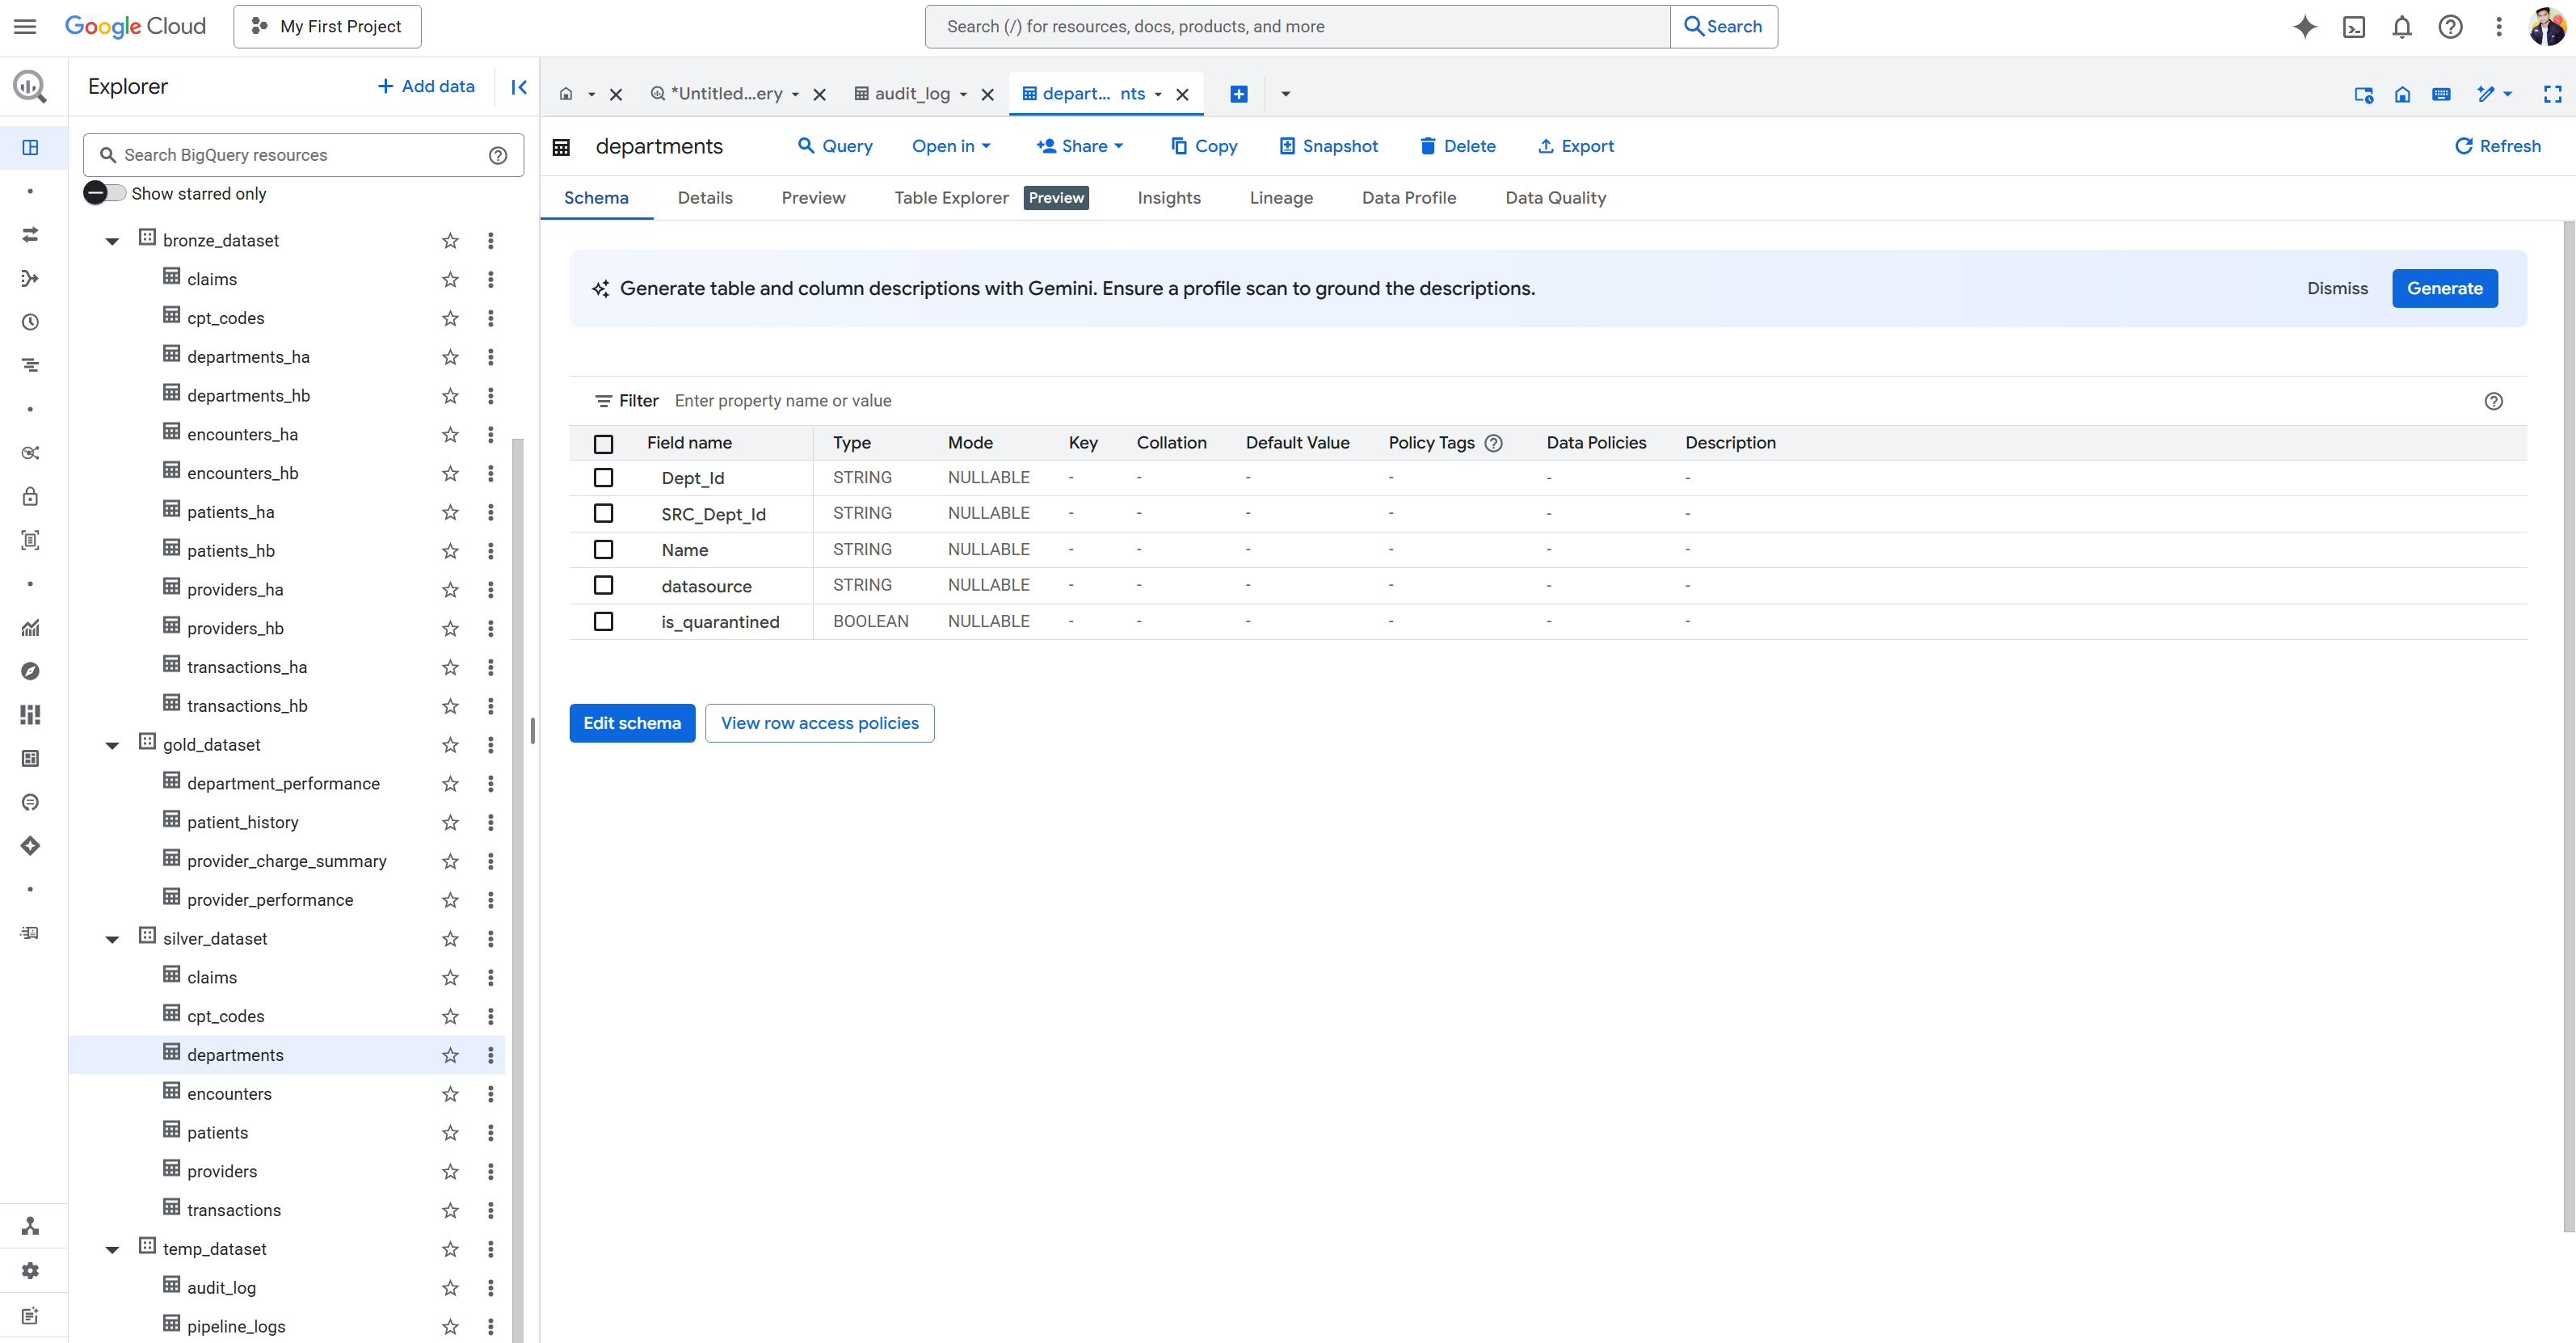 Google Cloud
My First Project
Search (/) for resources, docs, products, and more
Search
Explorer
Add data
*Untitled...ery
audit_log
depart... nts
Search BigQuery resources
Show starred only
bronze_dataset
claims
cpt_codes
departments_ha
departments_hb
encounters_ha
encounters_hb
patients_ha
patients_hb
providers_ha
providers_hb
transactions_ha
transactions_hb
gold_dataset
department_performance
patient_history
provider_charge_summary
provider_performance
silver_dataset
claims
cpt_codes
departments
encounters
patients
providers
transactions
temp_dataset
audit_log
pipeline_logs
departments
Query
Open in
Share
Copy
Snapshot
Delete
Export
Refresh
Schema
Details
Preview
Table Explorer
Preview
Insights
Lineage
Data Profile
Data Quality
Generate table and column descriptions with Gemini. Ensure a profile scan to ground the descriptions.
Dismiss
Generate
Filter Enter property name or value
Field name Type Mode Key Collation Default Value Policy Tags Data Policies Description
Dept_Id STRING NULLABLE - - - - - -
SRC_Dept_Id STRING NULLABLE - - - - - -
Name STRING NULLABLE - - - - - -
datasource STRING NULLABLE - - - - - -
is_quarantined BOOLEAN NULLABLE - - - - - -
Edit schema
View row access policies